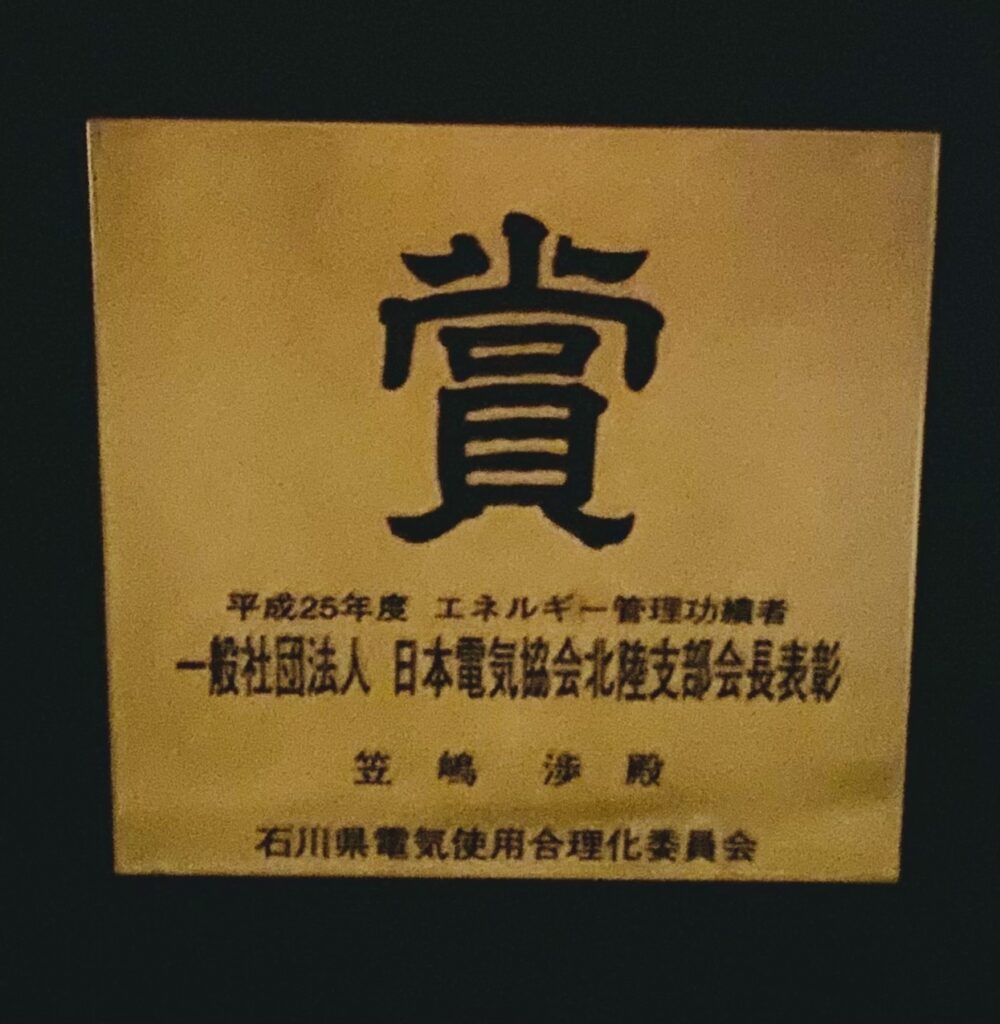 賞
平成25年度 エネルギー管理功績者
一般社団法人 日本電気協会北陸支部会長表彰
笠嶋 渉 殿
石川県電気使用合理化委員会